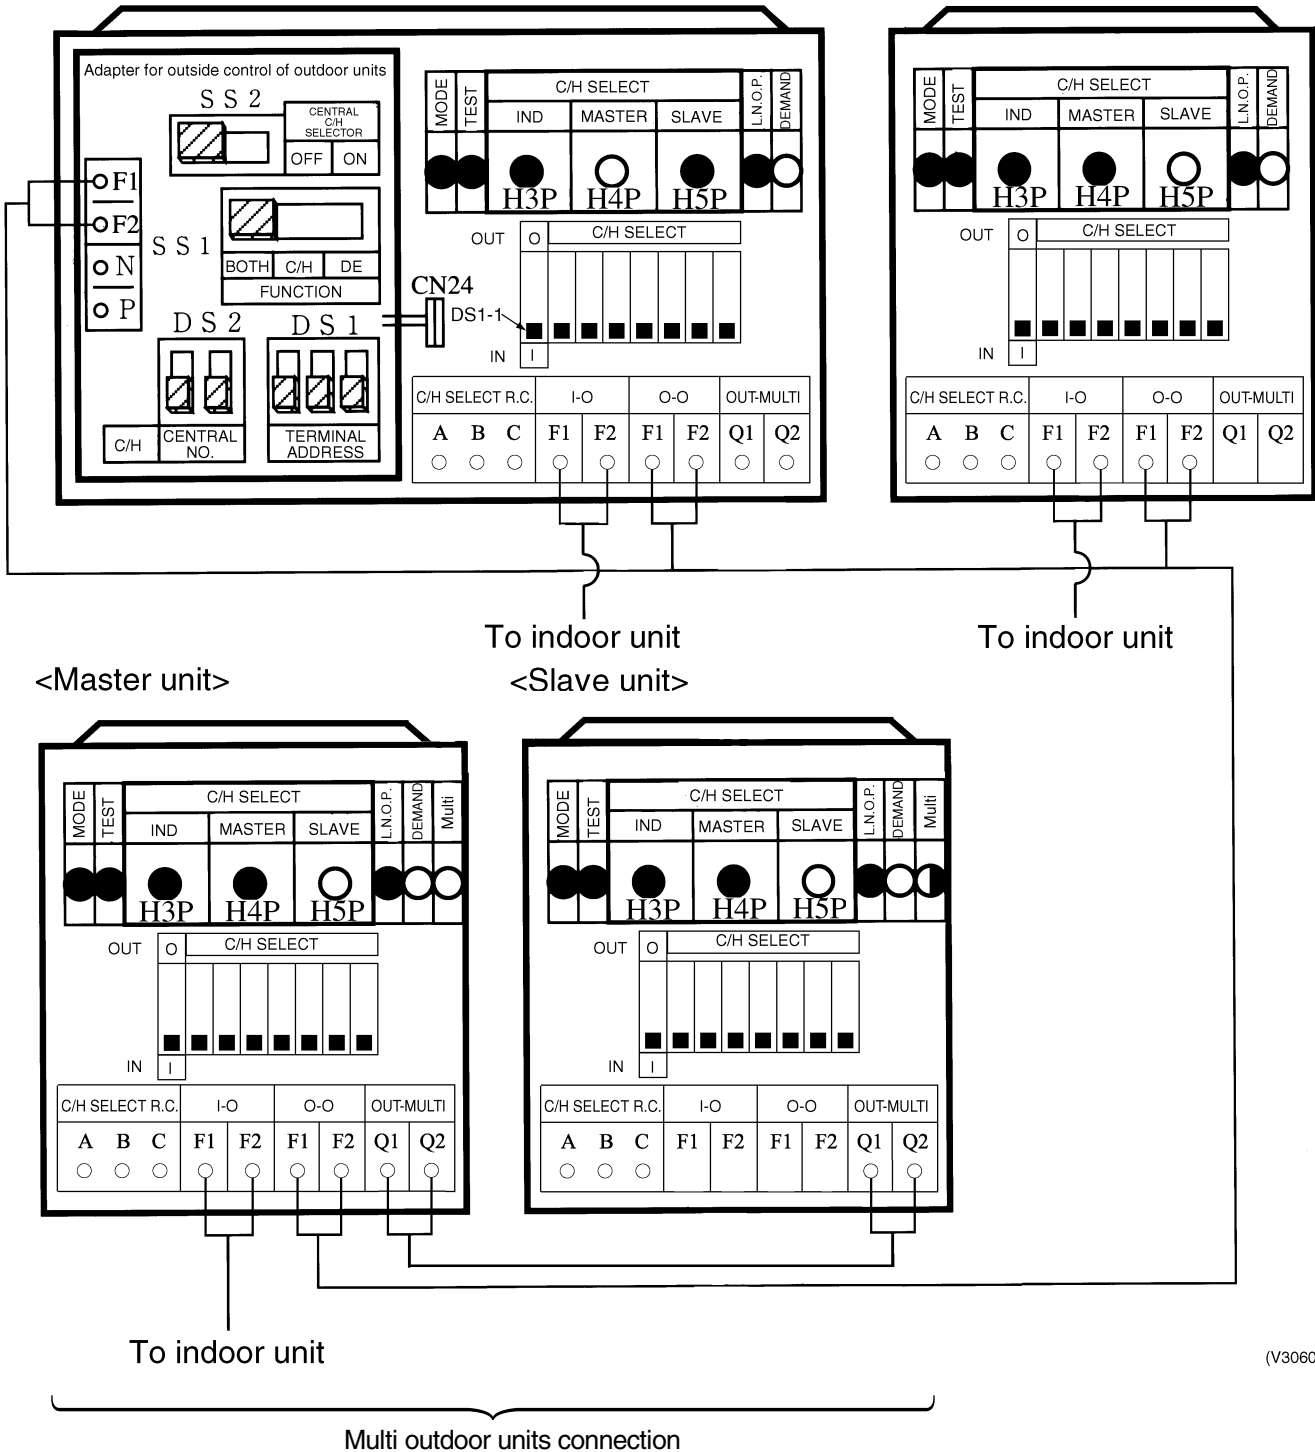 Adapter for outside control of outdoor units
S S 2
CENTRAL
C/H
SELECTOR
OFF ON
F1
F2
N
P
S S 1
BOTH C/H DE
FUNCTION
D S 2 D S 1
C/H
CENTRAL
NO.
TERMINAL
ADDRESS
CN24
MODE TEST C/H SELECT L.N.O.P. DEMAND
IND MASTER SLAVE
H3P H4P H5P
OUT O C/H SELECT
DS1-1
IN I
C/H SELECT R.C. I-O O-O OUT-MULTI
A B C F1 F2 F1 F2 Q1 Q2
MODE TEST C/H SELECT L.N.O.P. DEMAND
IND MASTER SLAVE
H3P H4P H5P
OUT O C/H SELECT
IN I
C/H SELECT R.C. I-O O-O OUT-MULTI
A B C F1 F2 F1 F2 Q1 Q2
To indoor unit
To indoor unit
<Master unit>
<Slave unit>
MODE TEST C/H SELECT L.N.O.P. DEMAND Multi
IND MASTER SLAVE
H3P H4P H5P
OUT O C/H SELECT
IN I
C/H SELECT R.C. I-O O-O OUT-MULTI
A B C F1 F2 F1 F2 Q1 Q2
MODE TEST C/H SELECT L.N.O.P. DEMAND Multi
IND MASTER SLAVE
H3P H4P H5P
OUT O C/H SELECT
IN I
C/H SELECT R.C. I-O O-O OUT-MULTI
A B C F1 F2 F1 F2 Q1 Q2
To indoor unit
(V3060
Multi outdoor units connection